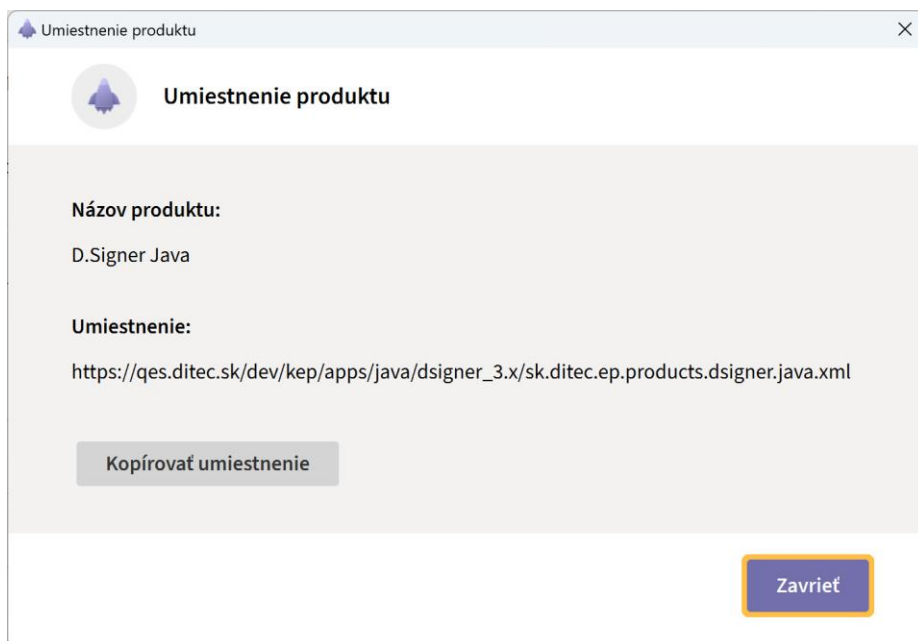 Umiestnenie produktu
Umiestnenie produktu
Názov produktu:
D.Signer Java
Umiestnenie:
https://qes.ditec.sk/dev/kep/apps/java/dsigner_3.x/sk.ditec.ep.products.dsigner.java.xml
Kopírovať umiestnenie
Zavrieť